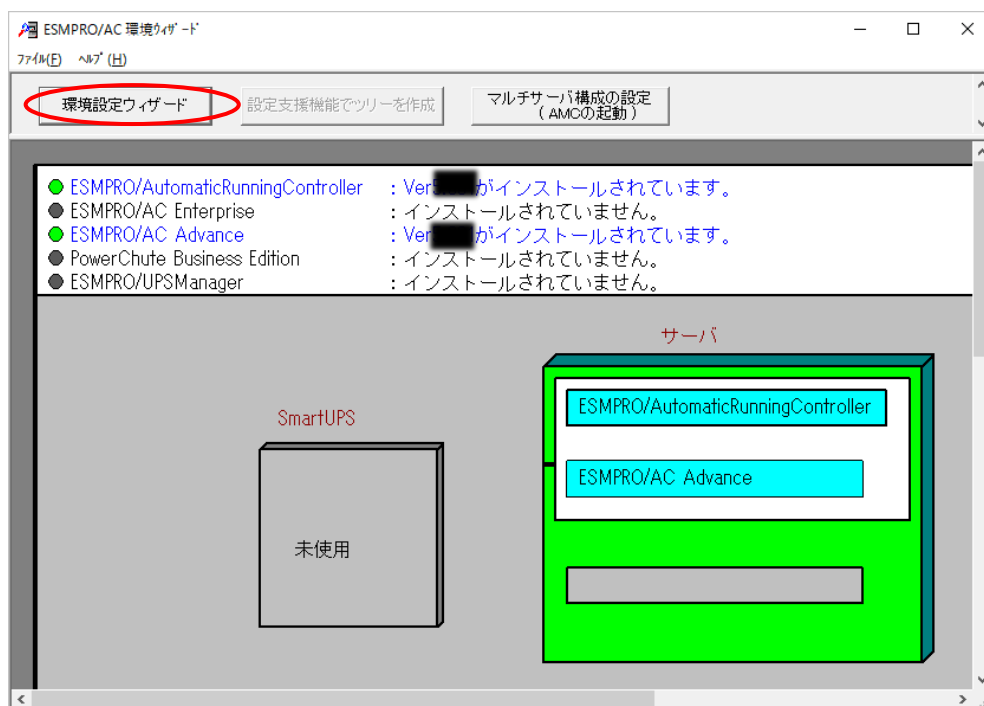 ESMPRO/AC 環境ｳｨｻﾞｰﾄﾞ
ﾌｧｲﾙ(F) ﾍﾙﾌﾟ(H)
環境設定ウィザード 設定支援機能でツリーを作成 マルチサーバ構成の設定
(AMCの起動)
ESMPRO/AutomaticRunningController : Ver がインストールされています。
ESMPRO/AC Enterprise : インストールされていません。
ESMPRO/AC Advance : Ver がインストールされています。
PowerChute Business Edition : インストールされていません。
ESMPRO/UPSManager : インストールされていません。
サーバ
ESMPRO/AutomaticRunningController
SmartUPS
ESMPRO/AC Advance
未使用